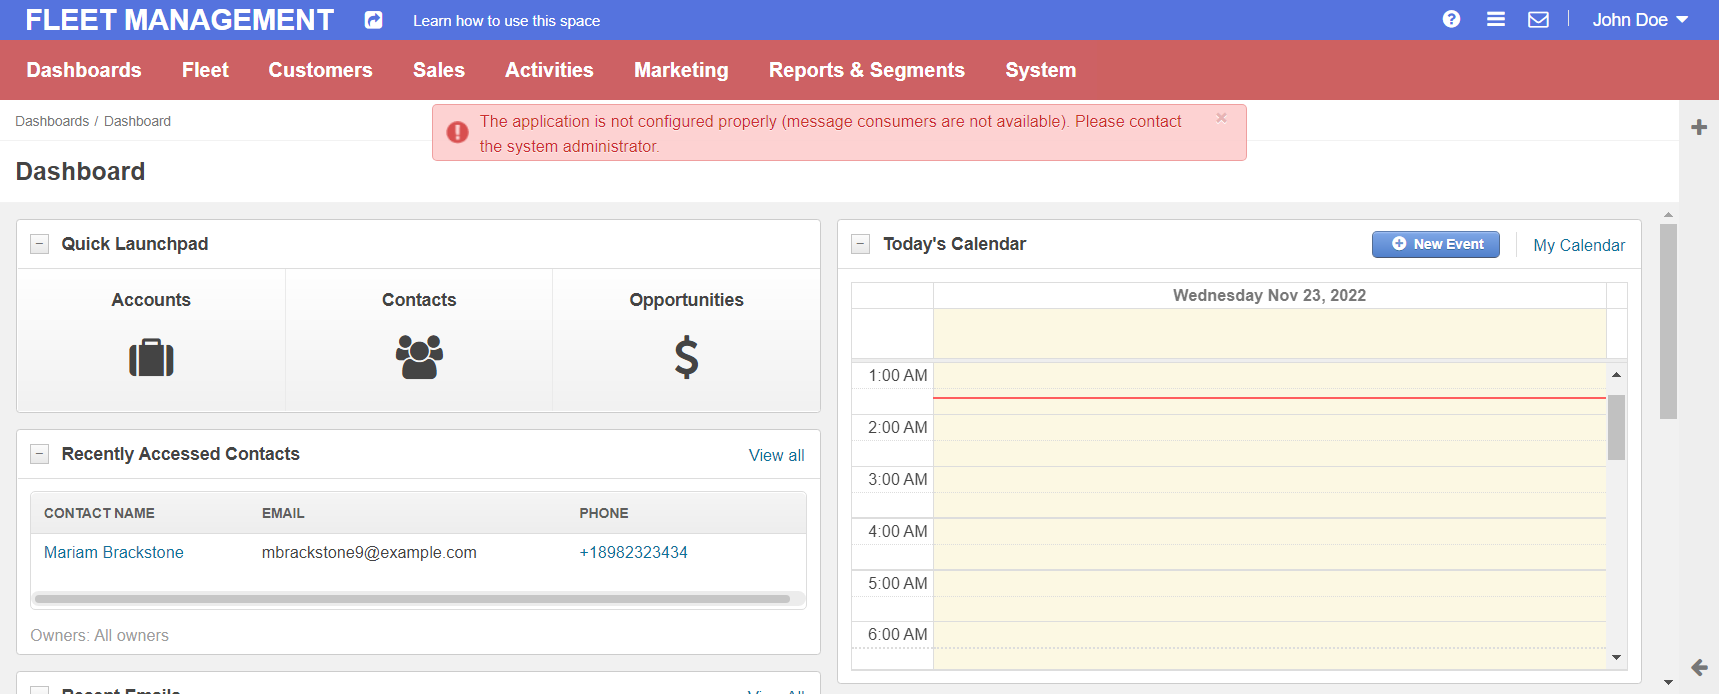 FLEET MANAGEMENT
Learn how to use this space
John Doe
Dashboards
Fleet
Customers
Sales
Activities
Marketing
Reports & Segments
System
Dashboards / Dashboard
The application is not configured properly (message consumers are not available). Please contact
the system administrator.
×
Dashboard
Quick Launchpad
Accounts
Contacts
Opportunities
Recently Accessed Contacts
View all
CONTACT NAME
EMAIL
PHONE
Mariam Brackstone
mbrackstone9@example.com
+18982323434
Owners: All owners
Recent Emails
View All
Today's Calendar
New Event
My Calendar
Wednesday Nov 23, 2022
1:00 AM
2:00 AM
3:00 AM
4:00 AM
5:00 AM
6:00 AM